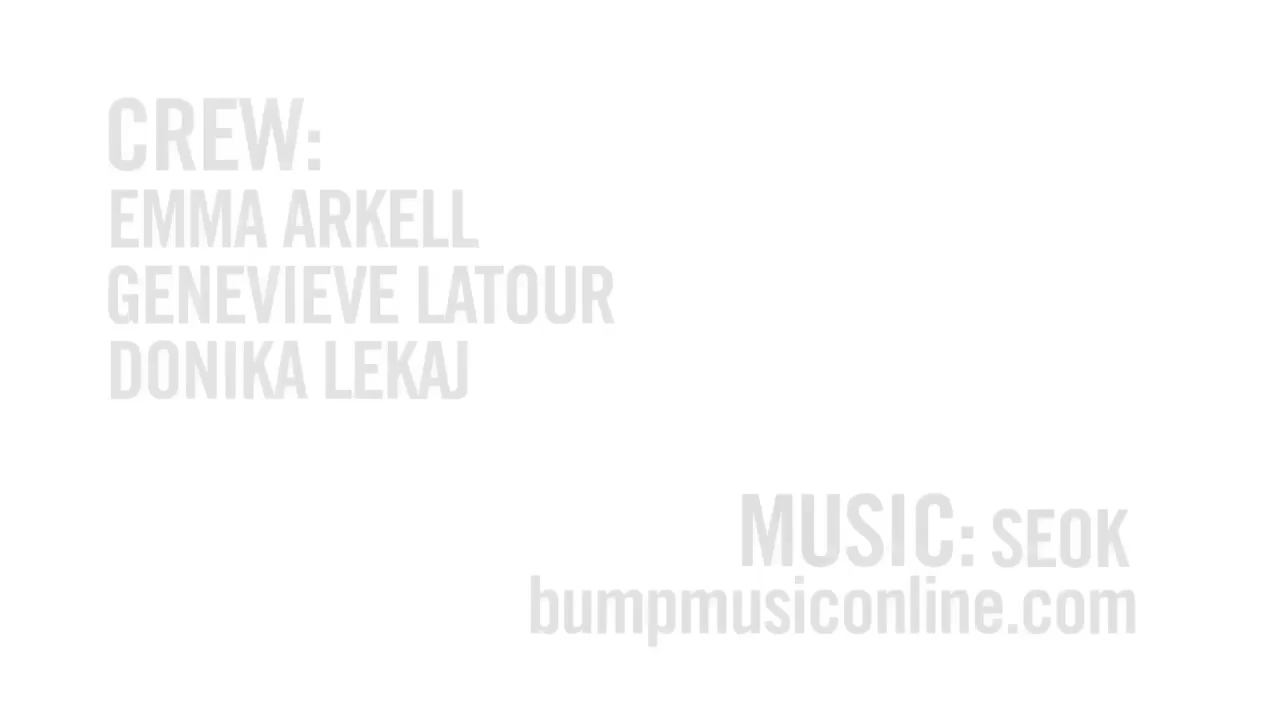 CREW:
EMMA ARKELL
GENEVIEVE LATOUR
DONIKA LEKAJ
MUSIC: SEOK
bumpmusiconline.com